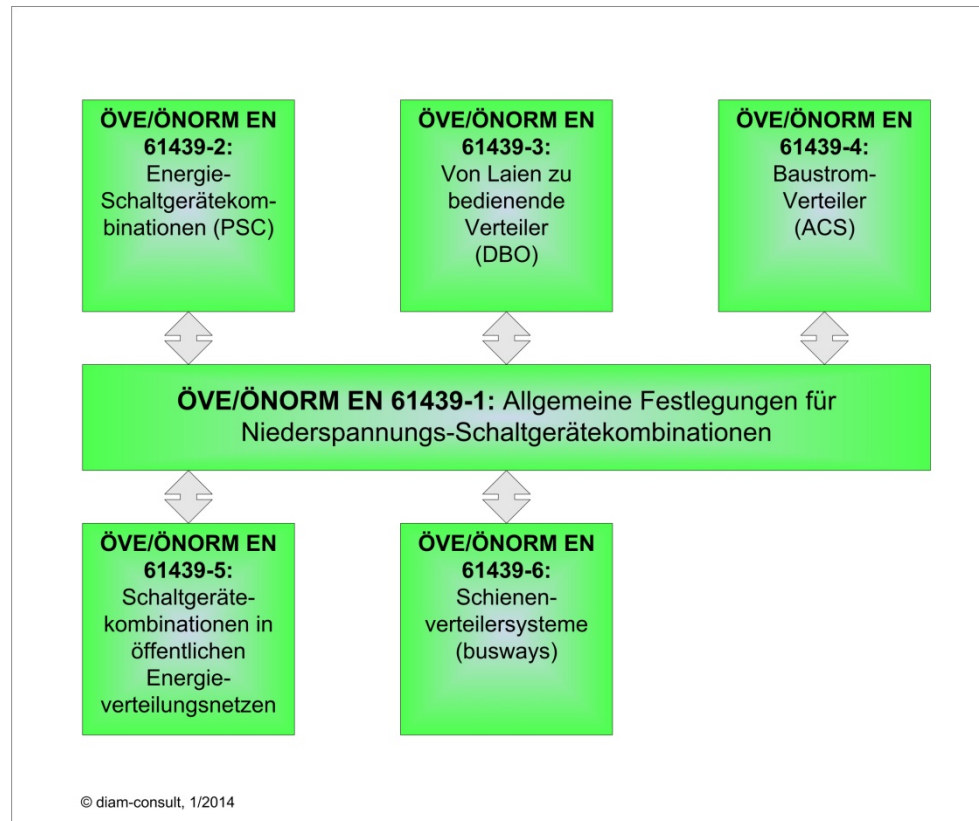 ÖVE/ÖNORM EN
61439-2:
Energie-
Schaltgerätekom-
binationen (PSC)
ÖVE/ÖNORM EN
61439-3:
Von Laien zu
bedienende
Verteiler
(DBO)
ÖVE/ÖNORM EN
61439-4:
Baustrom-
Verteiler
(ACS)
ÖVE/ÖNORM EN 61439-1: Allgemeine Festlegungen für
Niederspannungs-Schaltgerätekombinationen
ÖVE/ÖNORM EN
61439-5:
Schaltgeräte-
kombinationen in
öffentlichen
Energie-
verteilungsnetzen
ÖVE/ÖNORM EN
61439-6:
Schienen-
verteilersysteme
(busways)
© diam-consult, 1/2014